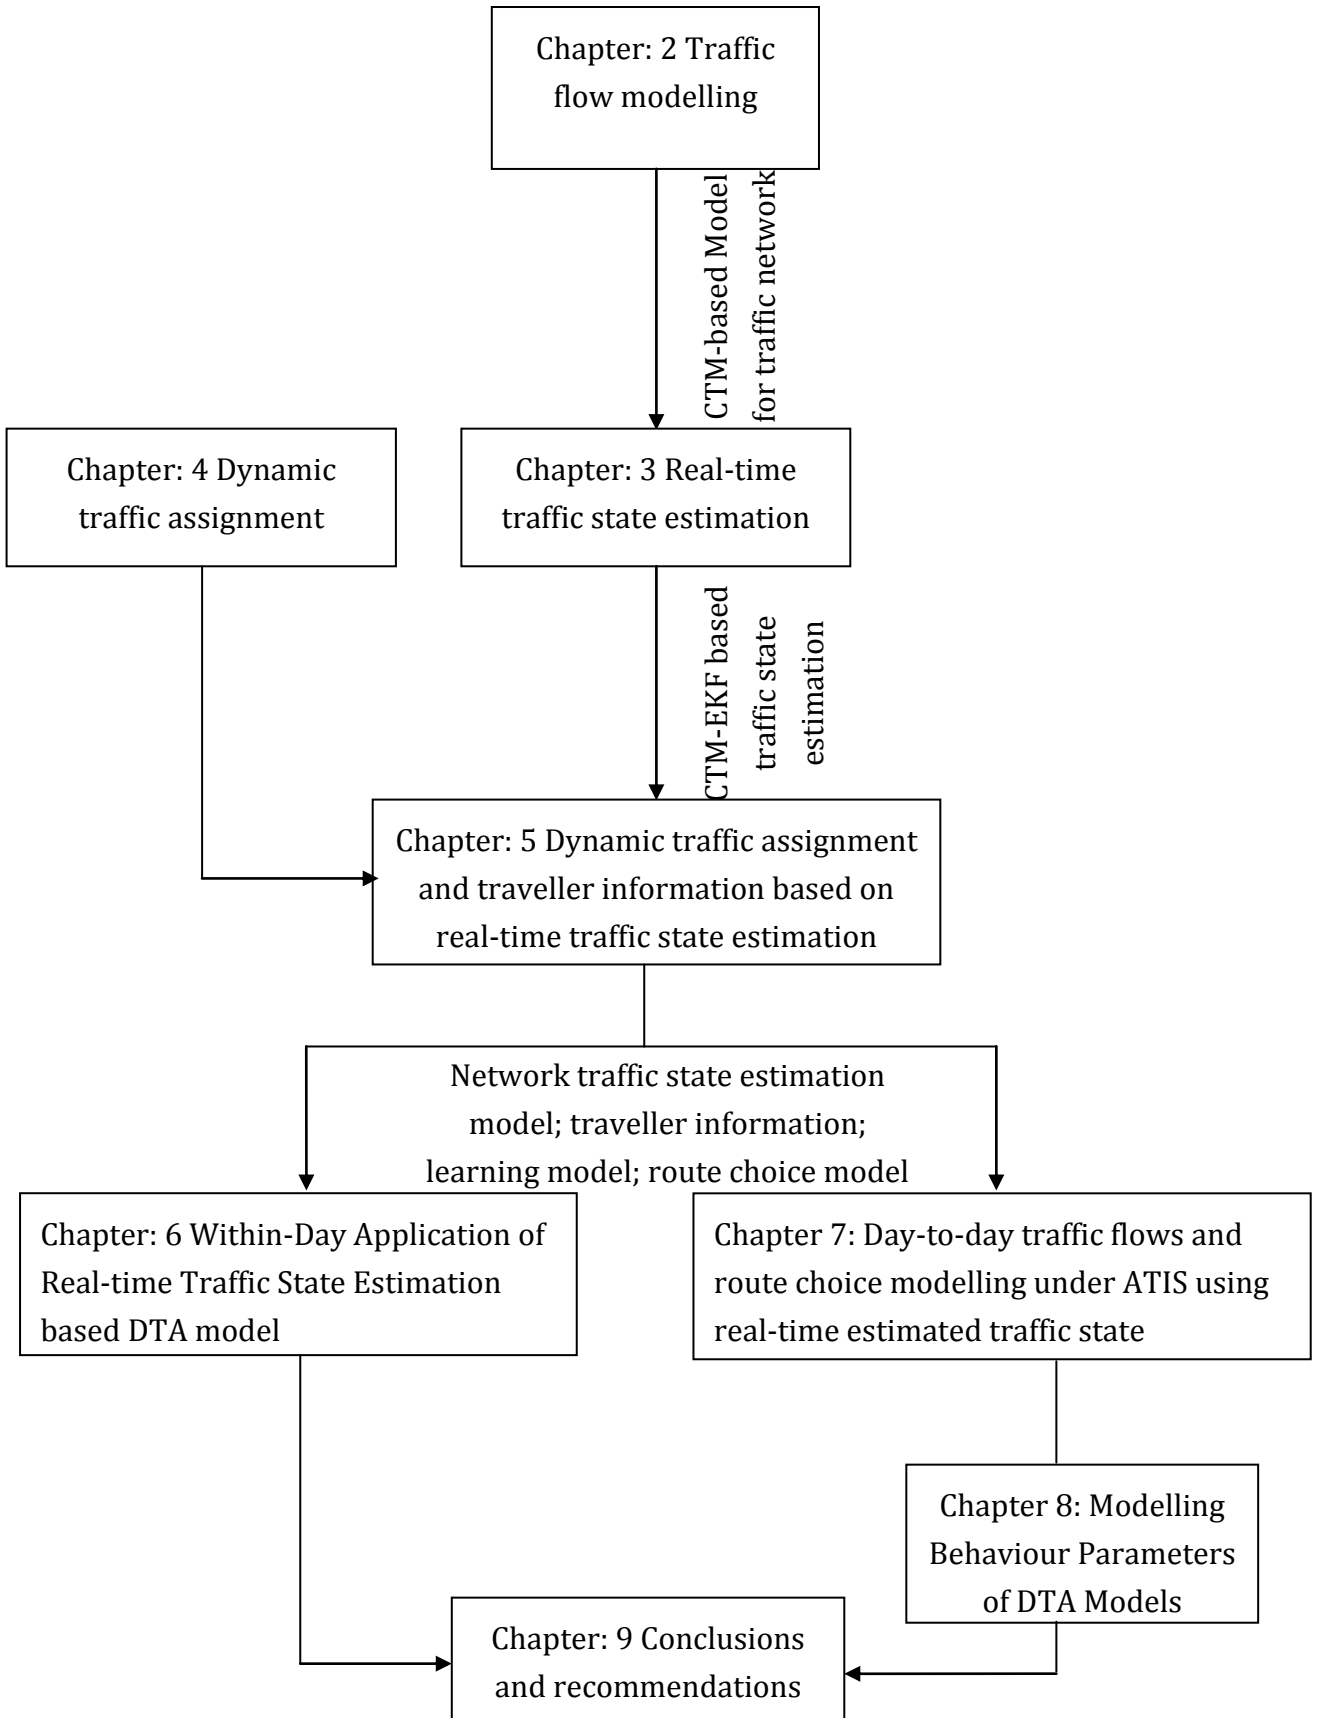 Chapter: 2 Traffic
flow modelling
CTM-based Model
for traffic network
Chapter: 4 Dynamic
traffic assignment
Chapter: 3 Real-time
traffic state estimation
CTM-EKF based
traffic state
estimation
Chapter: 5 Dynamic traffic assignment
and traveller information based on
real-time traffic state estimation
Network traffic state estimation
model; traveller information;
learning model; route choice model
Chapter: 6 Within-Day Application of
Real-time Traffic State Estimation
based DTA model
Chapter 7: Day-to-day traffic flows and
route choice modelling under ATIS using
real-time estimated traffic state
Chapter 8: Modelling
Behaviour Parameters
of DTA Models
Chapter: 9 Conclusions
and recommendations